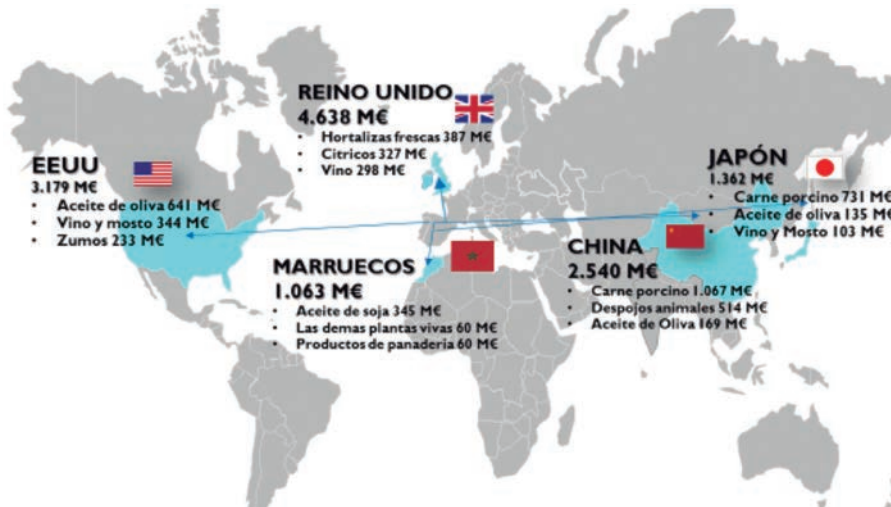 REINO UNIDO
4.638 M€
• Hortalizas frescas 387 M€
• Citricos 327 M€
• Vino 298 M€
EEUU
3.179 M€
• Aceite de oliva 641 M€
• Vino y mosto 344 M€
• Zumos 233 M€
JAPÓN
1.362 M€
• Carne porcino 731 M€
• Aceite de oliva 135 M€
• Vino y Mosto 103 M€
MARRUECOS
1.063 M€
• Aceite de soja 345 M€
• Las demas plantas vivas 60 M€
• Productos de panaderia 60 M€
CHINA
2.540 M€
• Carne porcino 1.067 M€
• Despojos animales 514 M€
• Aceite de Oliva 169 M€